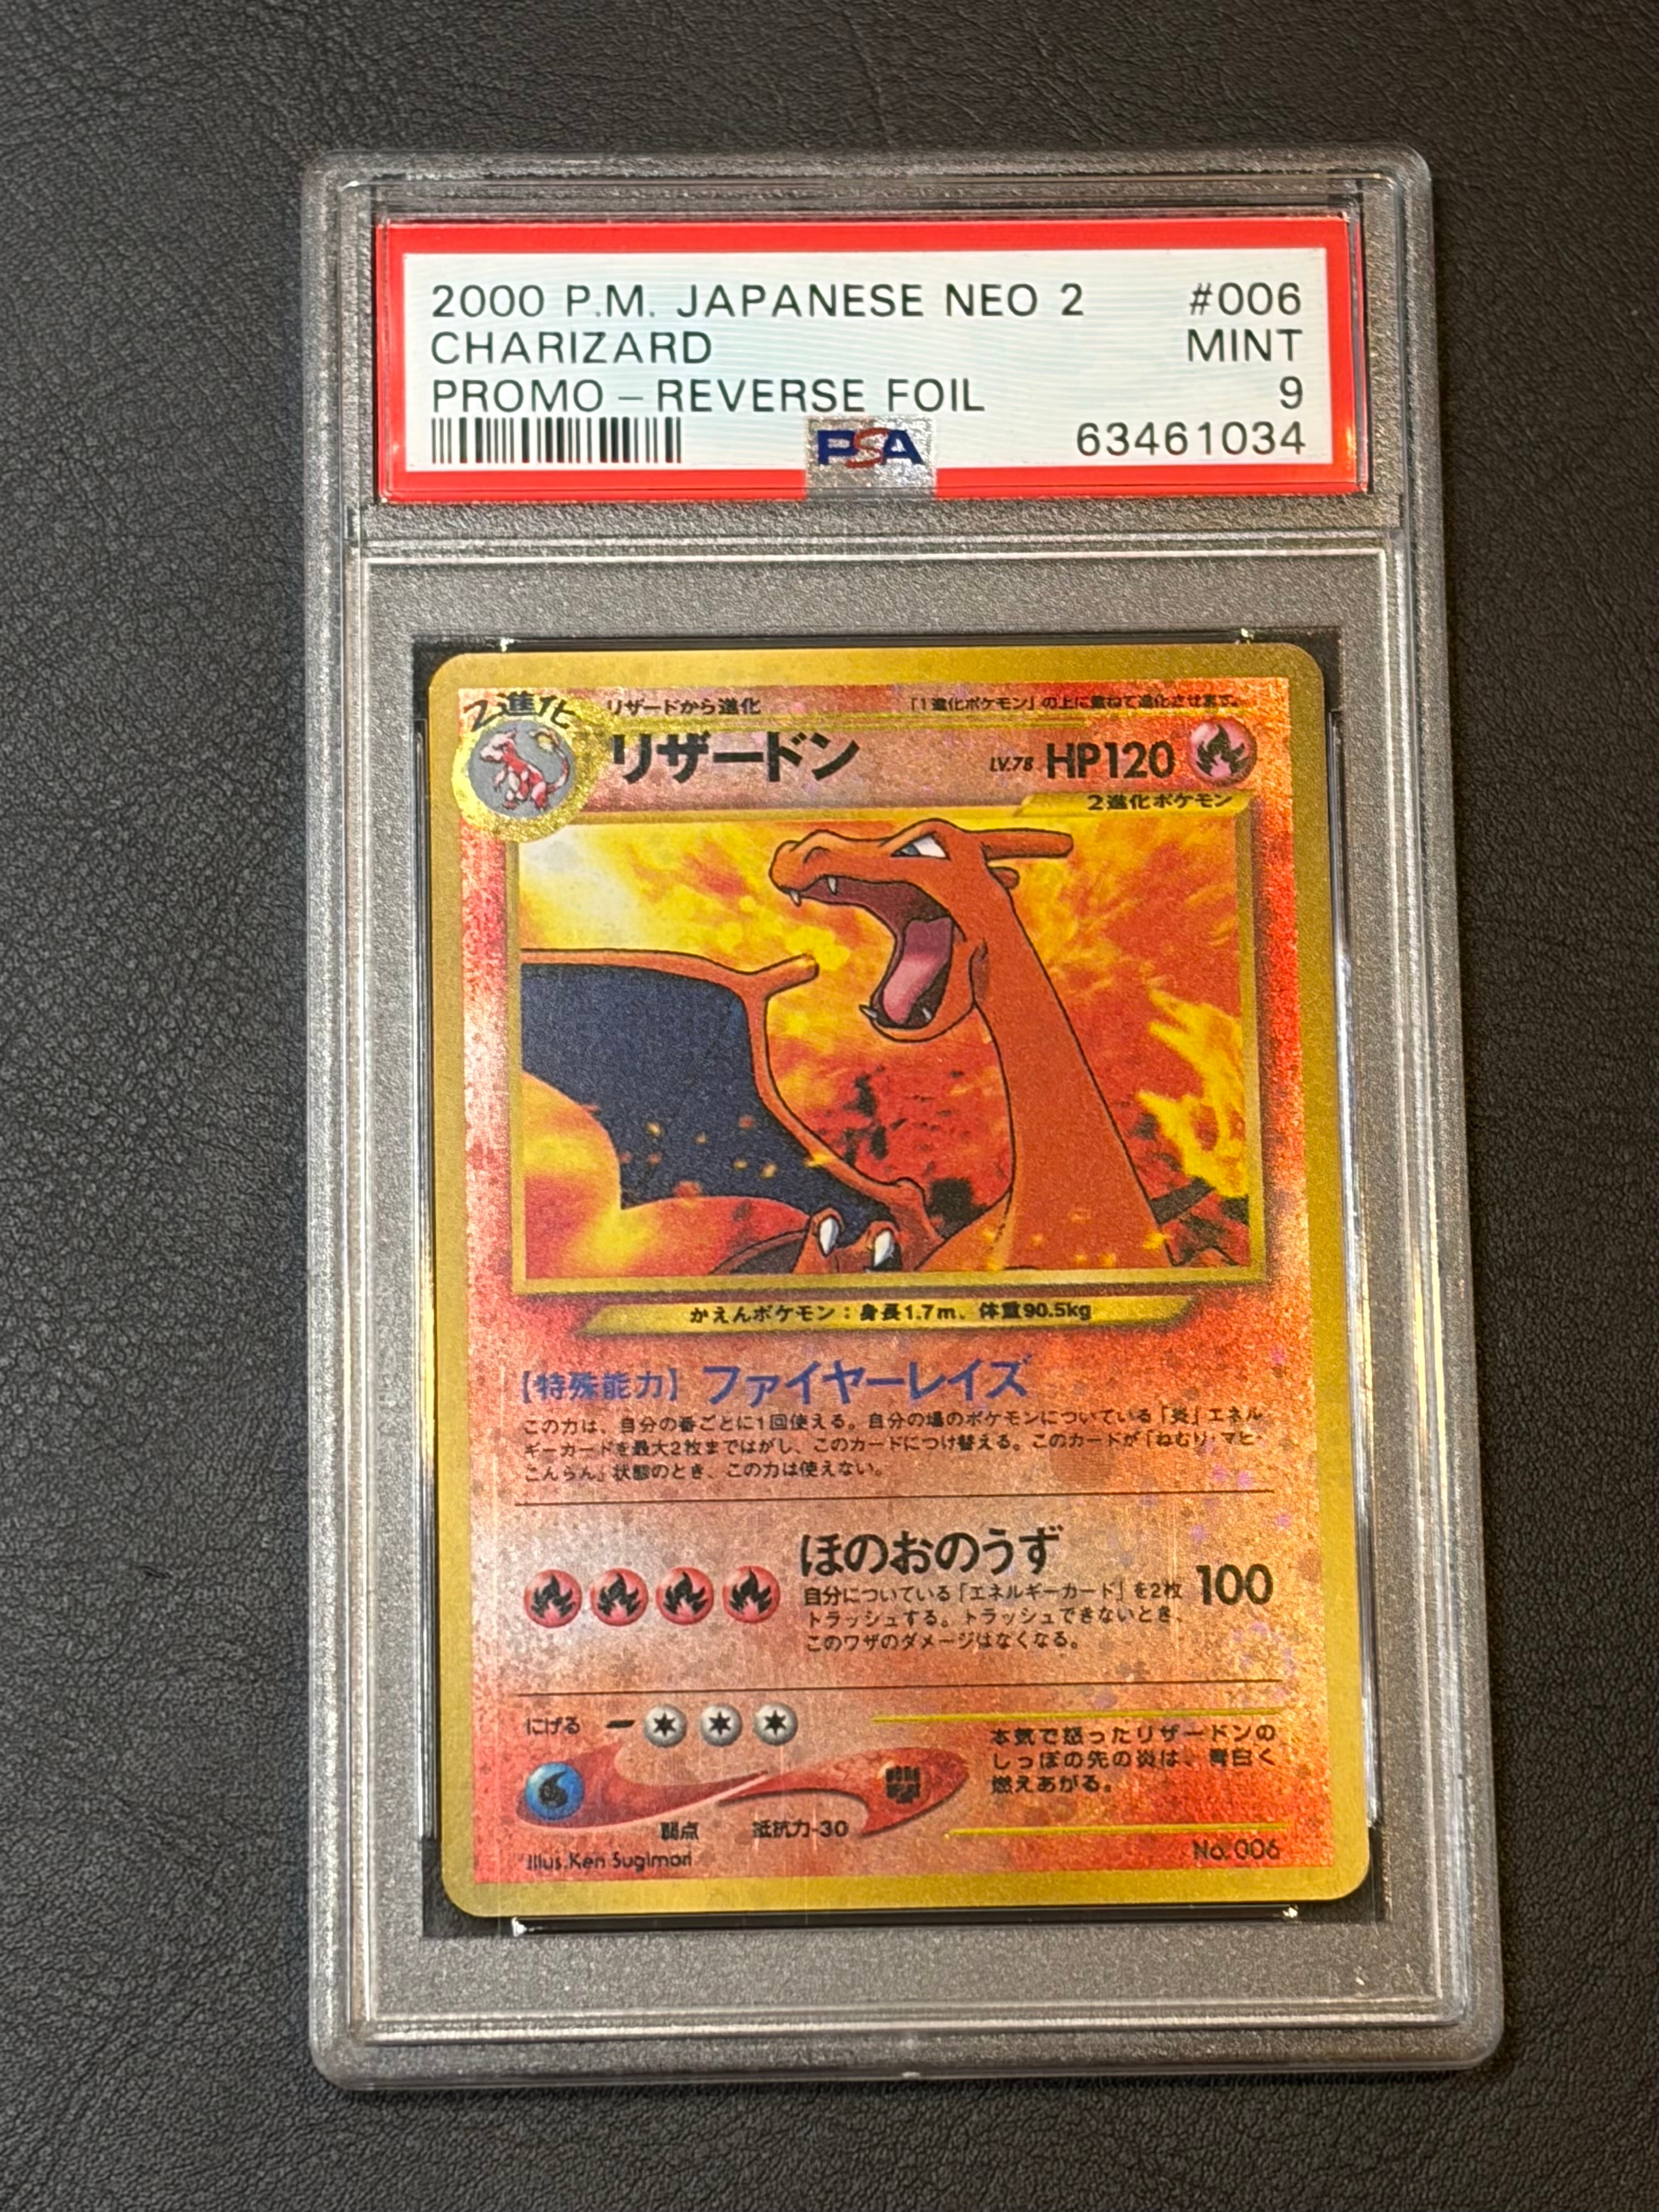 2000 P.M. JAPANESE NEO 2 #006
CHARIZARD MINT
PROMO-REVERSE FOIL 9
PSA 63461034
2進化 リザードから進化 「1進化ポケモン」の上に重ねて進化させます。
リザードン LV.78 HP120
2進化ポケモン
かえんポケモン：身長1.7m、体重90.5kg
【特殊能力】ファイヤーレイズ
この力は、自分の番ごとに1回使える。自分の場のポケモンについている「炎」エネル
ギーカードを最大2枚まではがし、このカードにつけ替える。このカードが「ねむり・マヒ・
こんらん」状態のとき、この力は使えない。
ほのおのうず
自分についている「エネルギーカード」を2枚 100
トラッシュする。トラッシュできないとき、
このワザのダメージはなくなる。
にげる
弱点 抵抗力-30
本気で怒ったリザードンの
しっぽの先の炎は、青白く
燃えあがる。
Illus.Ken Sugimori No.006